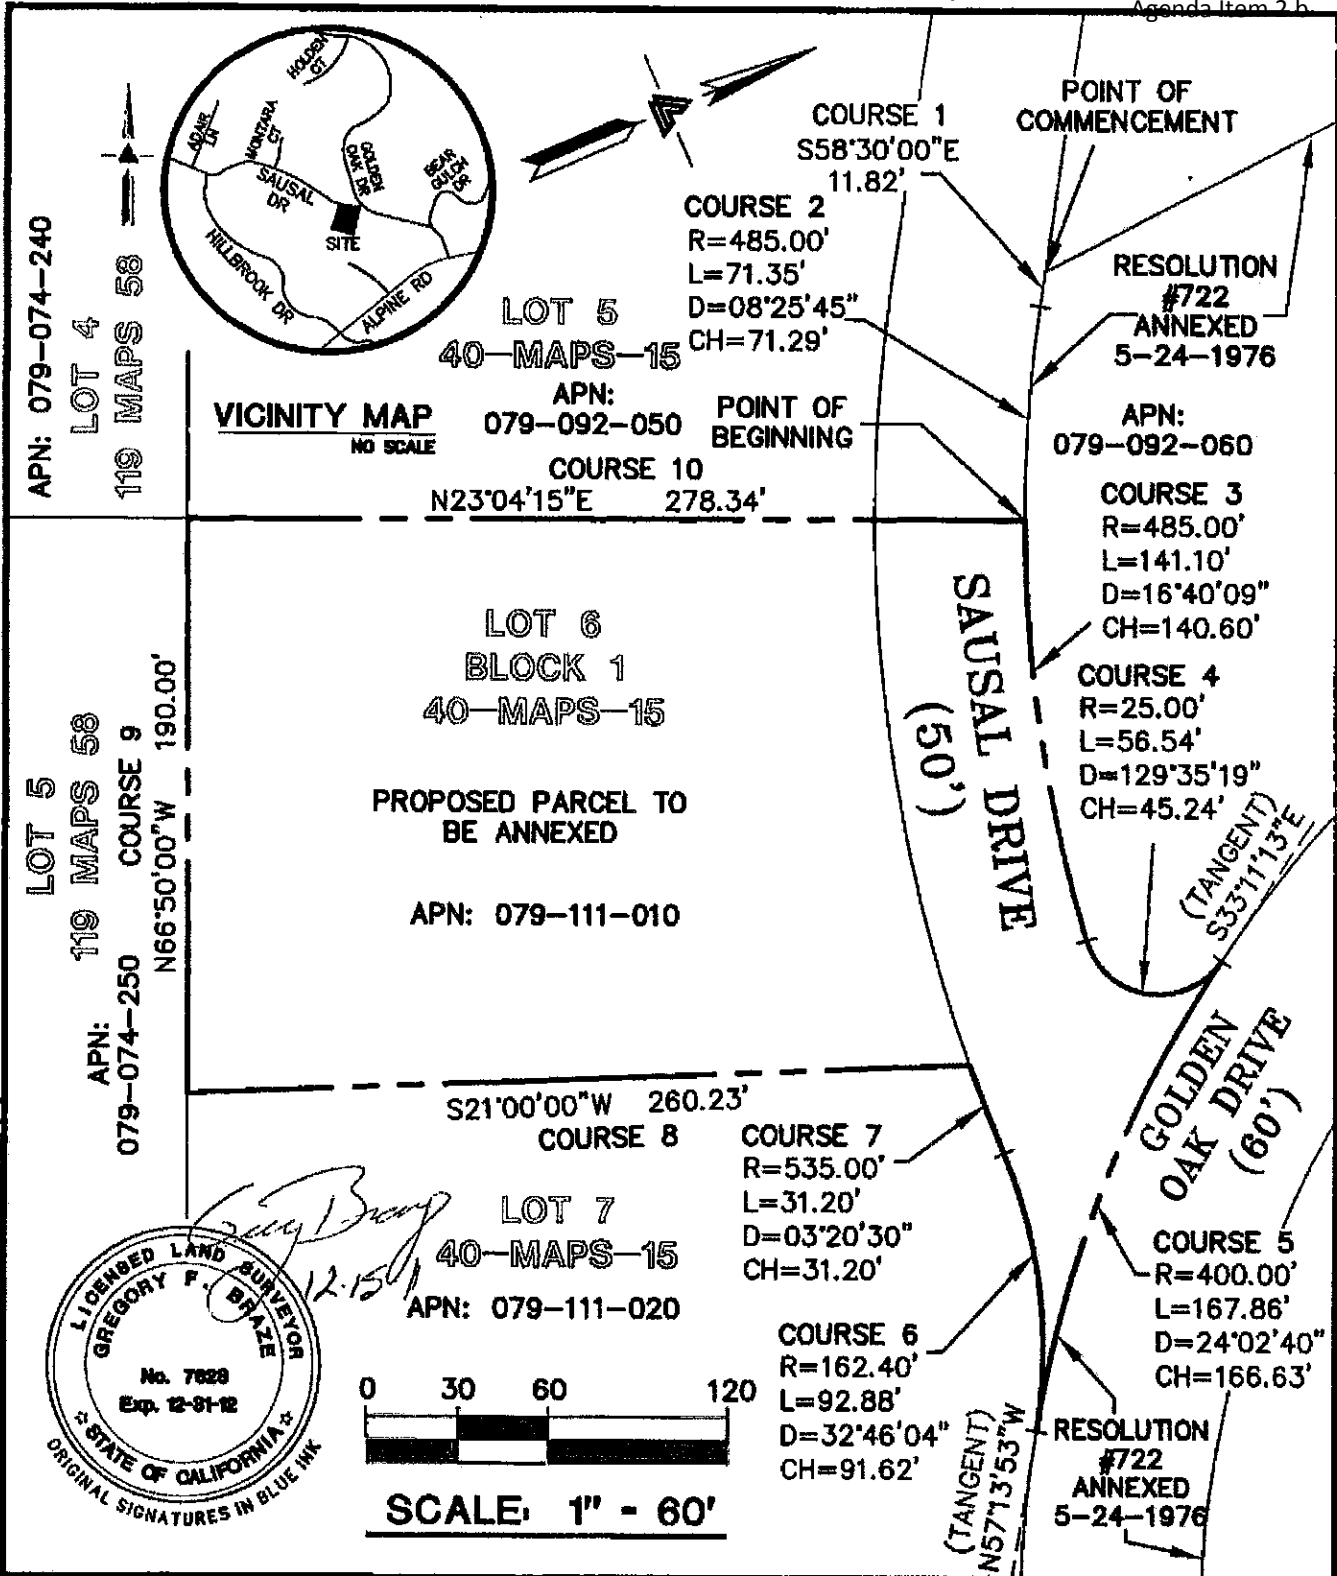 Agenda Item 2.b
HOLDEN
CT
ADAIR
LN
MONTARA
CT
SAUSAL
DR
GOLDEN
OAK DR
BEAR
GULCH
DR
SITE
HILLBROOK DR
ALPINE RD
VICINITY MAP
NO SCALE
APN: 079-074-240
LOT 4
119 MAPS 58
LOT 5
40-MAPS-15
APN:
079-092-050
COURSE 1
S58°30'00"E
11.82'
POINT OF
COMMENCEMENT
COURSE 2
R=485.00'
L=71.35'
D=08°25'45"
CH=71.29'
RESOLUTION
#722
ANNEXED
5-24-1976
POINT OF
BEGINNING
APN:
079-092-060
COURSE 10
N23°04'15"E 278.34'
COURSE 3
R=485.00'
L=141.10'
D=16°40'09"
CH=140.60'
LOT 6
BLOCK 1
40-MAPS-15
SAUSAL DRIVE
(50')
COURSE 4
R=25.00'
L=56.54'
D=129°35'19"
CH=45.24'
PROPOSED PARCEL TO
BE ANNEXED
APN: 079-111-010
(TANGENT)
S33°11'13"E
LOT 5
119 MAPS 58
APN:
079-074-250
COURSE 9
N66°50'00"W 190.00'
GOLDEN
OAK DRIVE
(60')
S21°00'00"W 260.23'
COURSE 8
COURSE 7
R=535.00'
L=31.20'
D=03°20'30"
CH=31.20'
LOT 7
40-MAPS-15
APN: 079-111-020
COURSE 5
R=400.00'
L=167.86'
D=24°02'40"
CH=166.63'
COURSE 6
R=162.40'
L=92.88'
D=32°46'04"
CH=91.62'
(TANGENT)
N57°13'53"W
RESOLUTION
#722
ANNEXED
5-24-1976
LICENSED LAND SURVEYOR
GREGORY F. BRAZE
No. 7623
Exp. 12-31-12
STATE OF CALIFORNIA
ORIGINAL SIGNATURES IN BLUE INK
0 30 60 120
SCALE: 1" - 60'